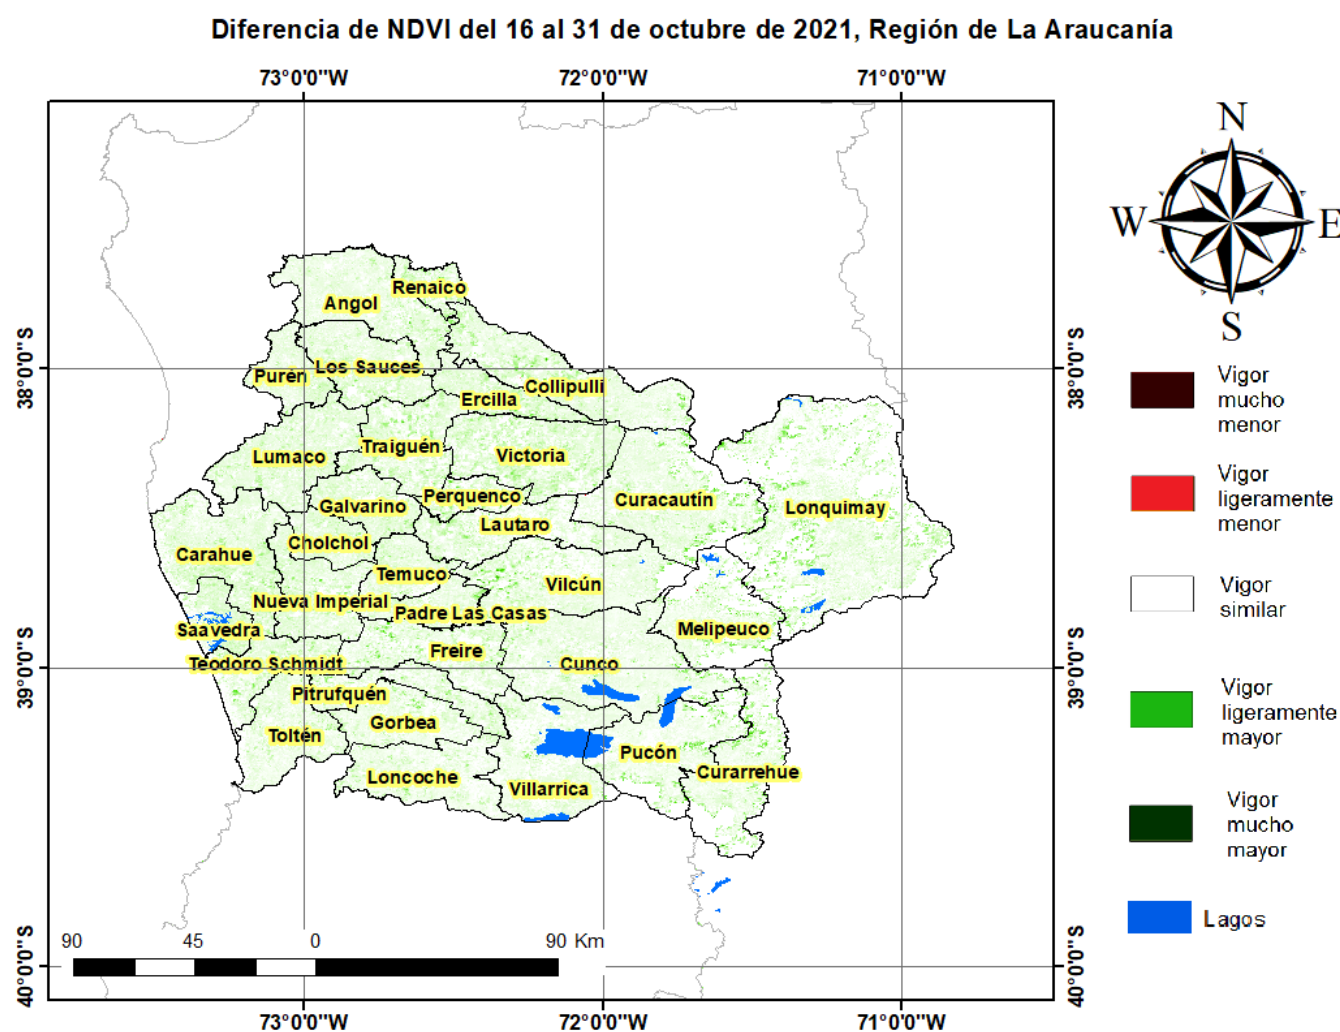 Diferencia de NDVI del 16 al 31 de octubre de 2021, Región de La Araucanía
73°0'0"W 72°0'0"W 71°0'0"W
N
W E
S
38°0'0"S 38°0'0"S
39°0'0"S 39°0'0"S
40°0'0"S 40°0'0"S
Renaico
Angol
Los Sauces
Purén
Collipulli
Ercilla
Traiguén
Lumaco
Victoria
Perquenco
Curacautín
Galvarino
Lonquimay
Lautaro
Cholchol
Carahue
Temuco
Vilcún
Nueva Imperial
Padre Las Casas
Saavedra
Melipeuco
Freire
Teodoro Schmidt
Cunco
Pitrufquén
Gorbea
Toltén
Pucón
Curarrehue
Loncoche
Villarrica
Vigor
mucho
menor
Vigor
ligeramente
menor
Vigor
similar
Vigor
ligeramente
mayor
Vigor
mucho
mayor
Lagos
90 45 0 90 Km
73°0'0"W 72°0'0"W 71°0'0"W